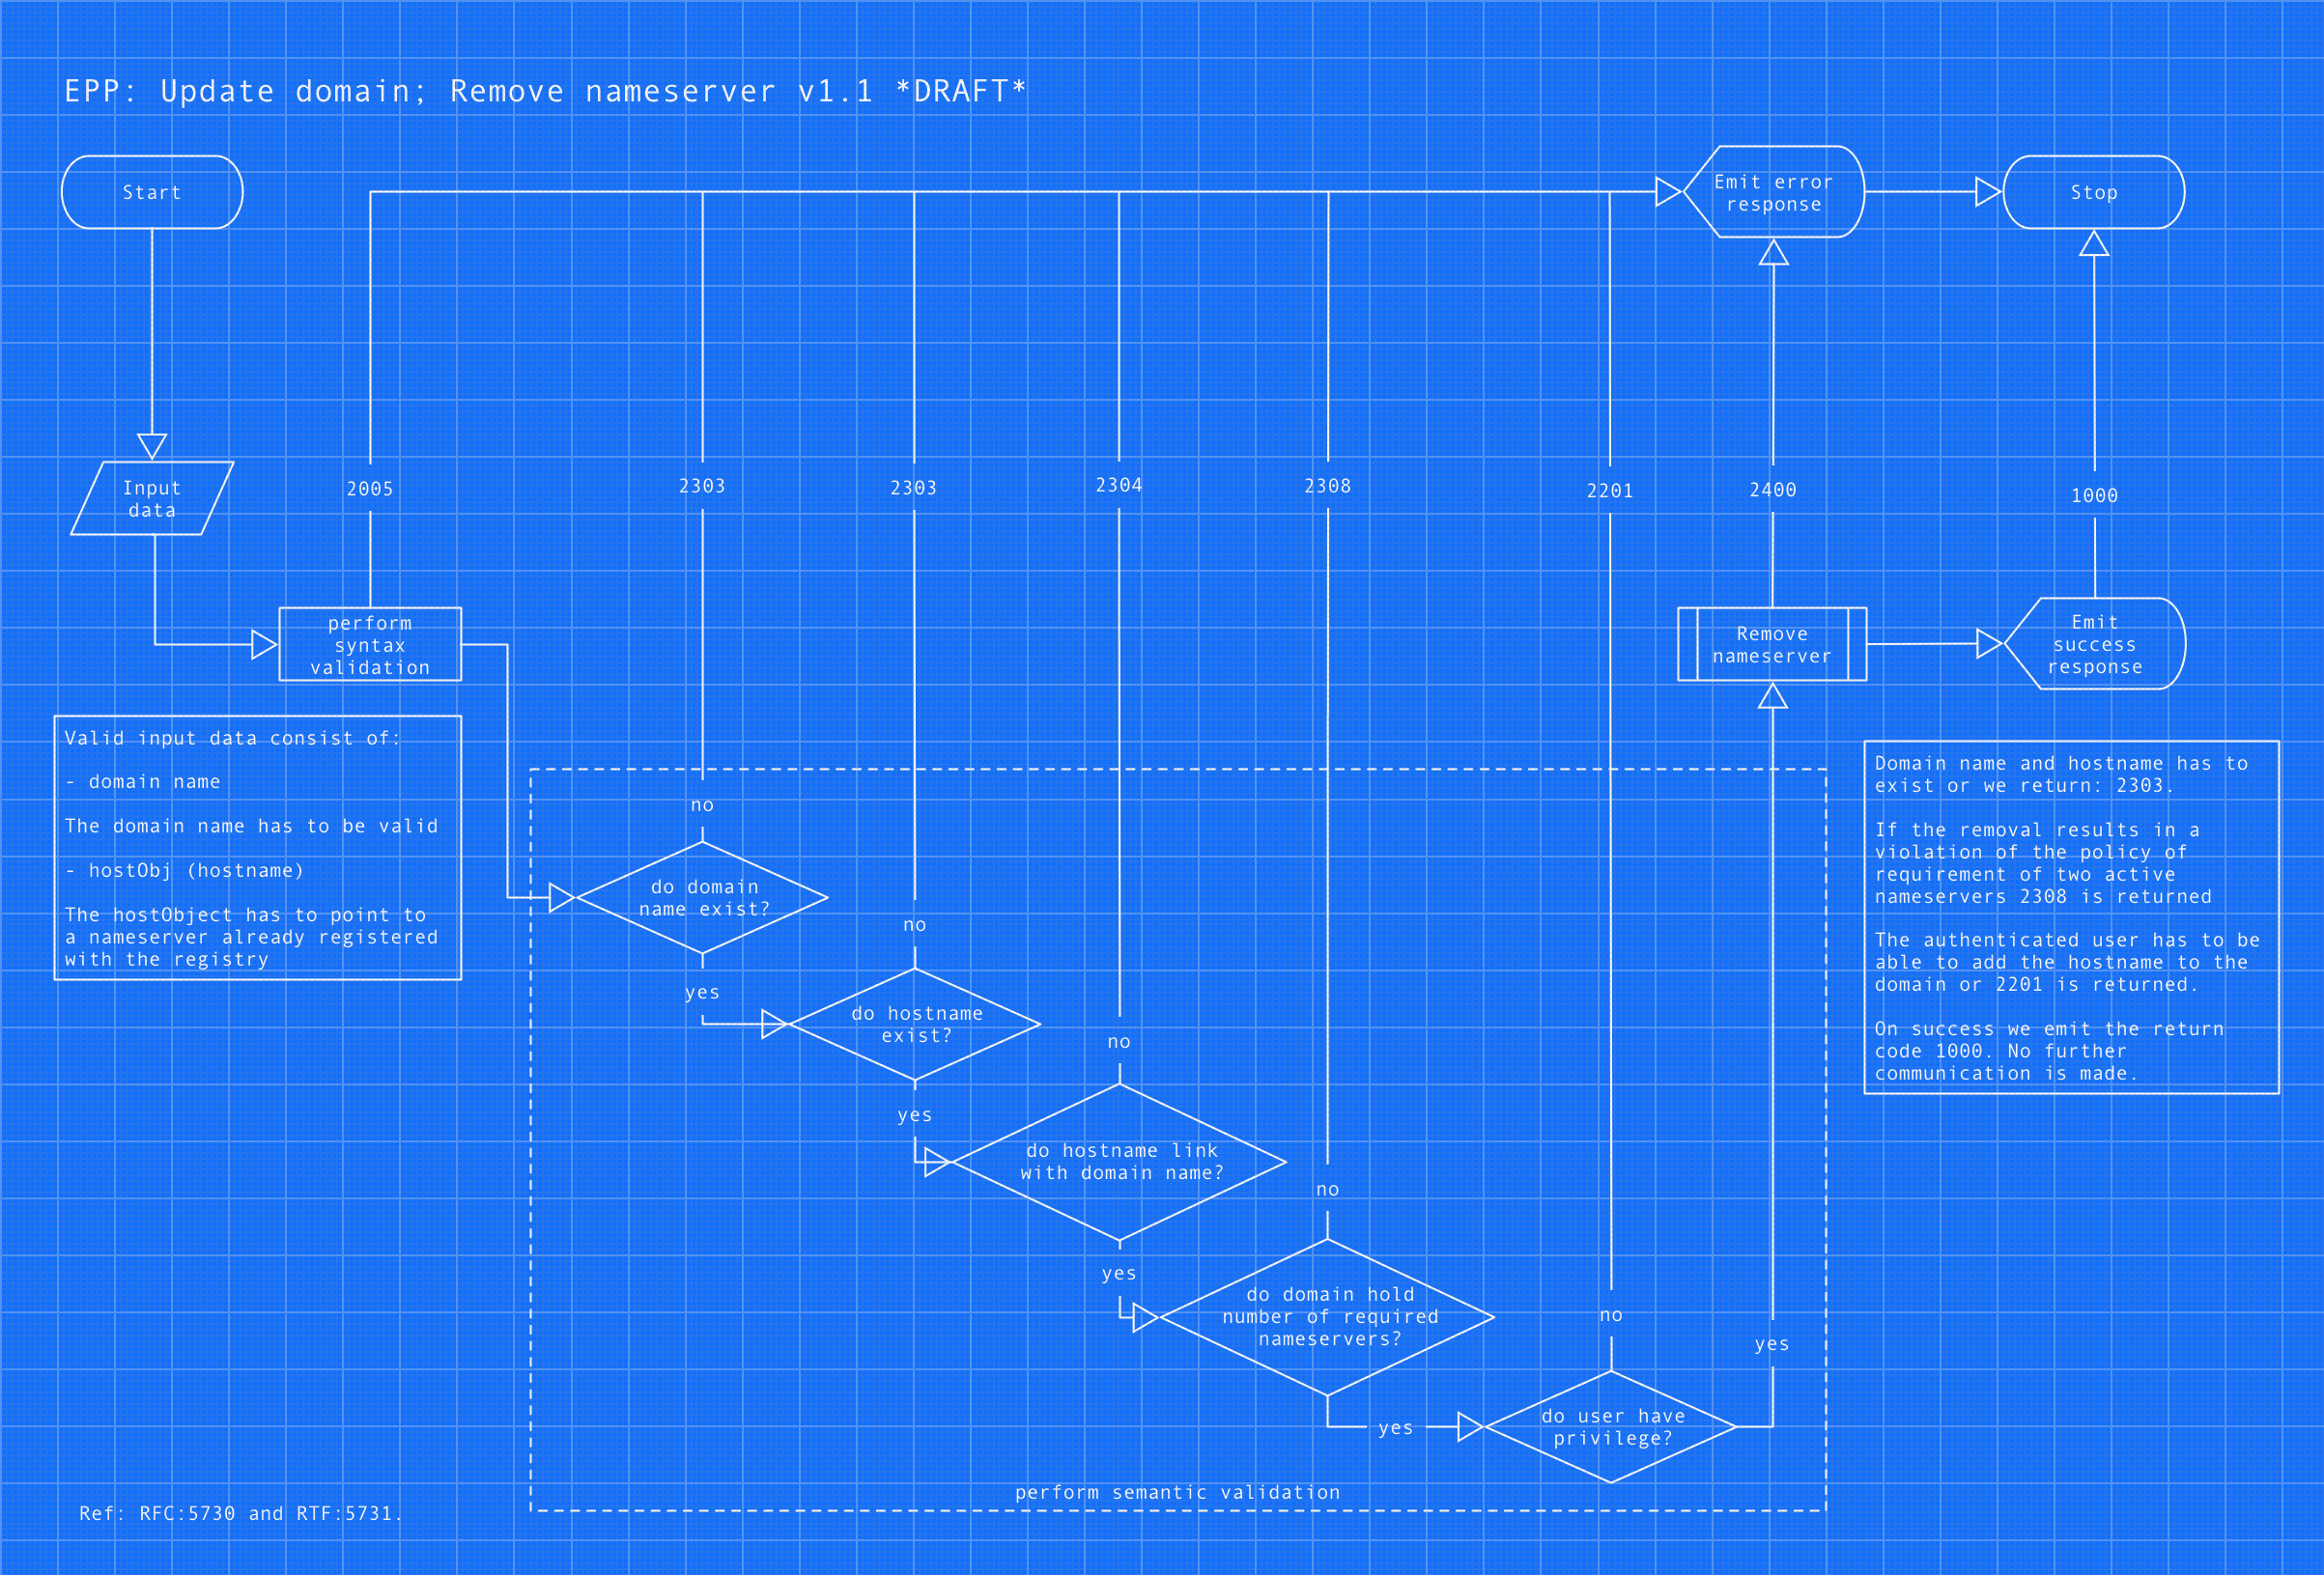 EPP: Update domain; Remove nameserver v1.1 *DRAFT*
Start
Emit error
response
Stop
Input
data
2005
2303
2303
2304
2308
2201
2400
1000
perform
syntax
validation
Remove
nameserver
Emit
success
response
Valid input data consist of:
- domain name
The domain name has to be valid
- hostObj (hostname)
The hostObject has to point to
a nameserver already registered
with the registry
Domain name and hostname has to
exist or we return: 2303.
If the removal results in a
violation of the policy of
requirement of two active
nameservers 2308 is returned
The authenticated user has to be
able to add the hostname to the
domain or 2201 is returned.
On success we emit the return
code 1000. No further
communication is made.
no
do domain
name exist?
yes
no
do hostname
exist?
yes
no
do hostname link
with domain name?
yes
no
do domain hold
number of required
nameservers?
yes
no
do user have
privilege?
yes
perform semantic validation
Ref: RFC:5730 and RTF:5731.